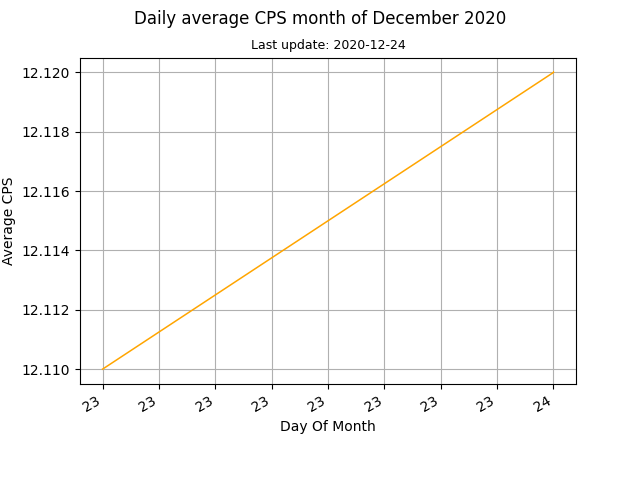 Daily average CPS month of December 2020
Last update: 2020-12-24
12.120
12.118
12.116
12.114
12.112
12.110
Average CPS
23 23 23 23 23 23 23 23 24
Day Of Month